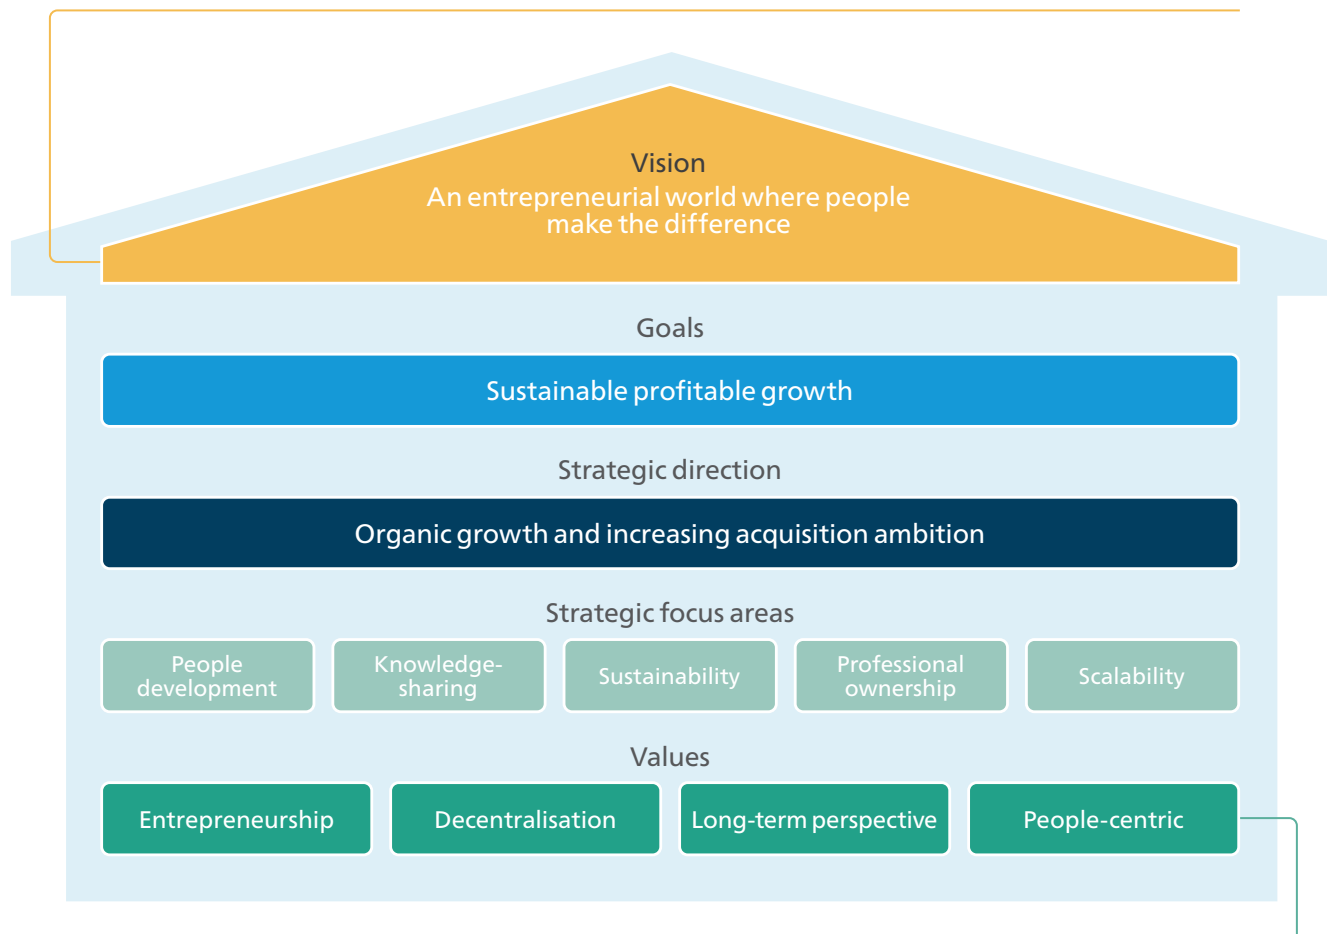 Vision
An entrepreneurial world where people
make the difference
Goals
Sustainable profitable growth
Strategic direction
Organic growth and increasing acquisition ambition
Strategic focus areas
People
development
Knowledge-
sharing
Sustainability
Professional
ownership
Scalability
Values
Entrepreneurship
Decentralisation
Long-term perspective
People-centric